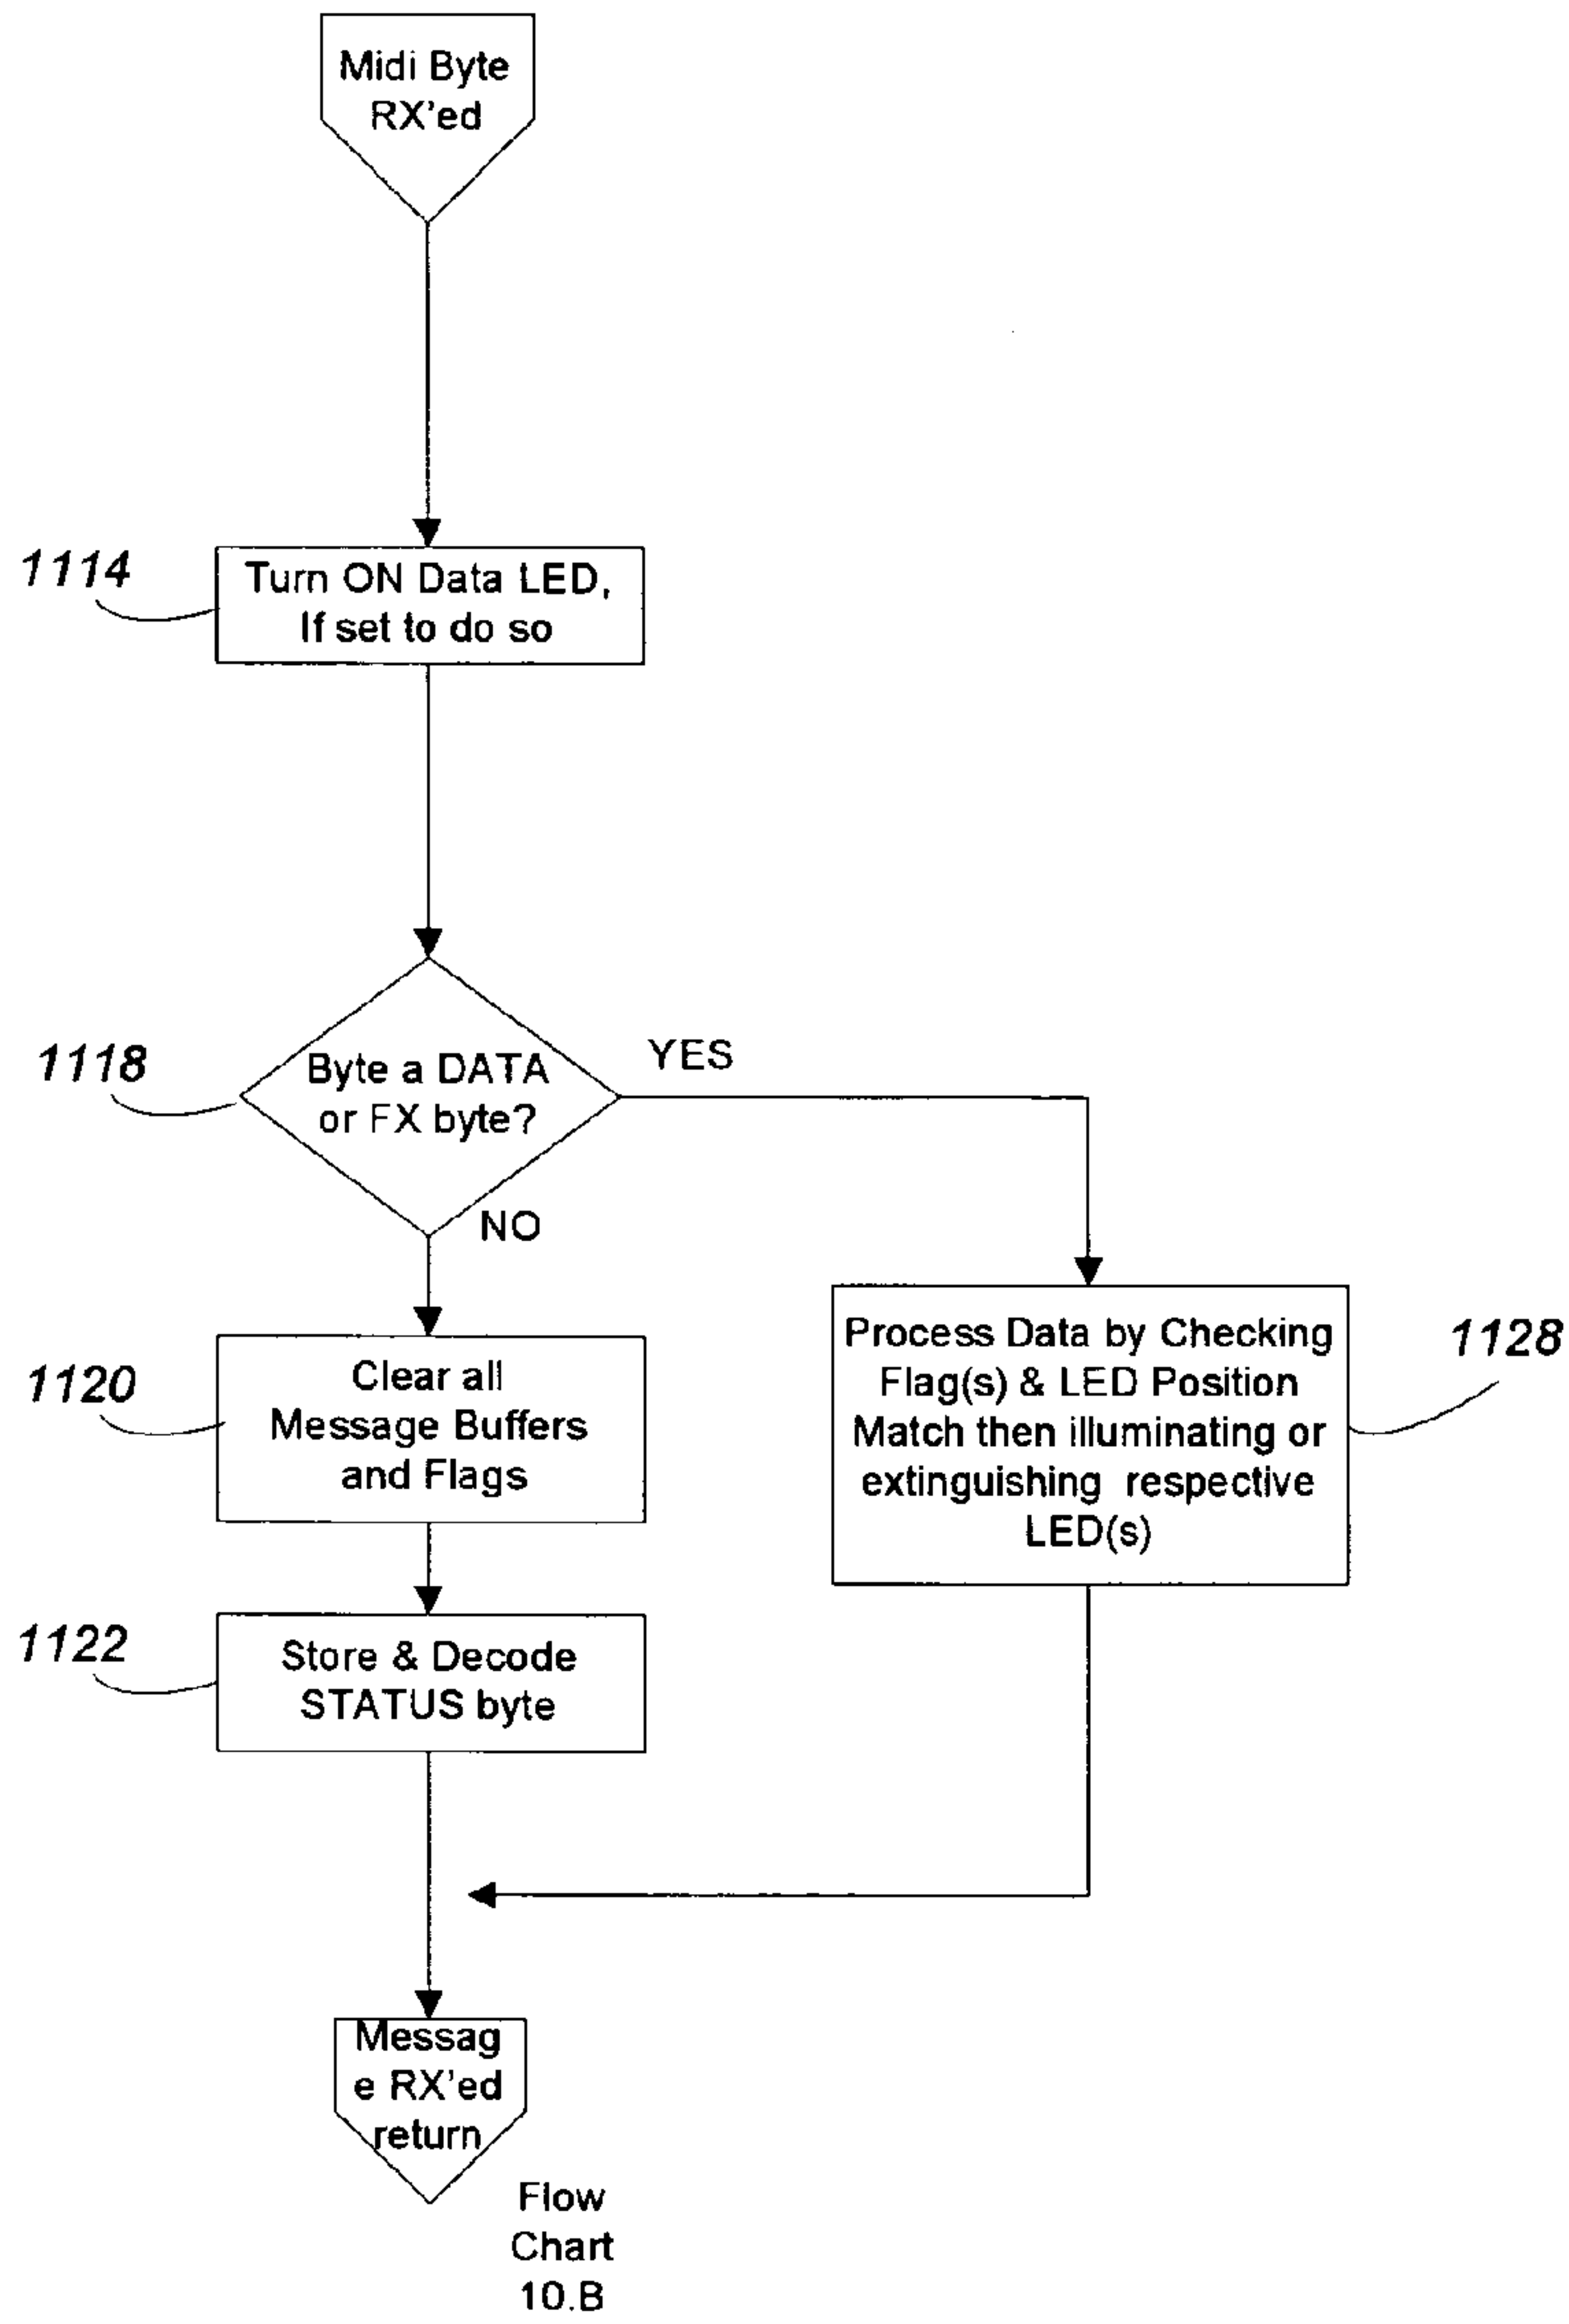 Midi Byte
RX'ed
1114
Turn ON Data LED,
If set to do so
1118
Byte a DATA
or FX byte?
YES
NO
1120
Clear all
Message Buffers
and Flags
Process Data by Checking
Flag(s) & LED Position
Match then illuminating or
extinguishing respective
LED(s)
1128
1122
Store & Decode
STATUS byte
Messag
e RX'ed
return
Flow
Chart
10.B